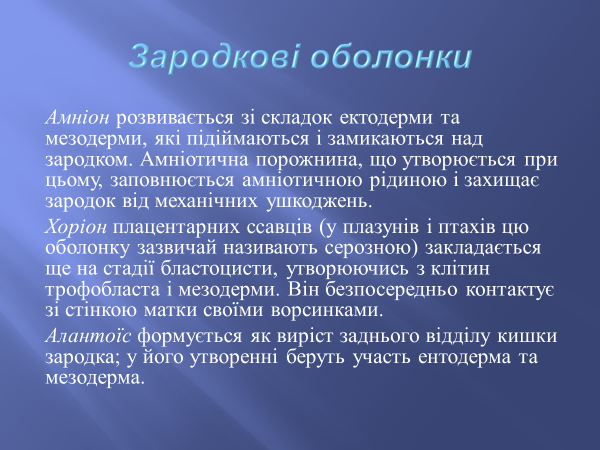 Зародкові оболонки
Амніон розвивається зі складок ектодерми та
мезодерми, які підіймаються і замикаються над
зародком. Амніотична порожнина, що утворюється при
цьому, заповнюється амніотичною рідиною і захищає
зародок від механічних ушкоджень.
Хоріон плацентарних ссавців (у плазунів і птахів цю
оболонку зазвичай називають серозною) закладається
ще на стадії бластоцисти, утворюючись з клітин
трофобласта і мезодерми. Він безпосередньо контактує
зі стінкою матки своїми ворсинками.
Алантоїс формується як виріст заднього відділу кишки
зародка; у його утворенні беруть участь ентодерма та
мезодерма.